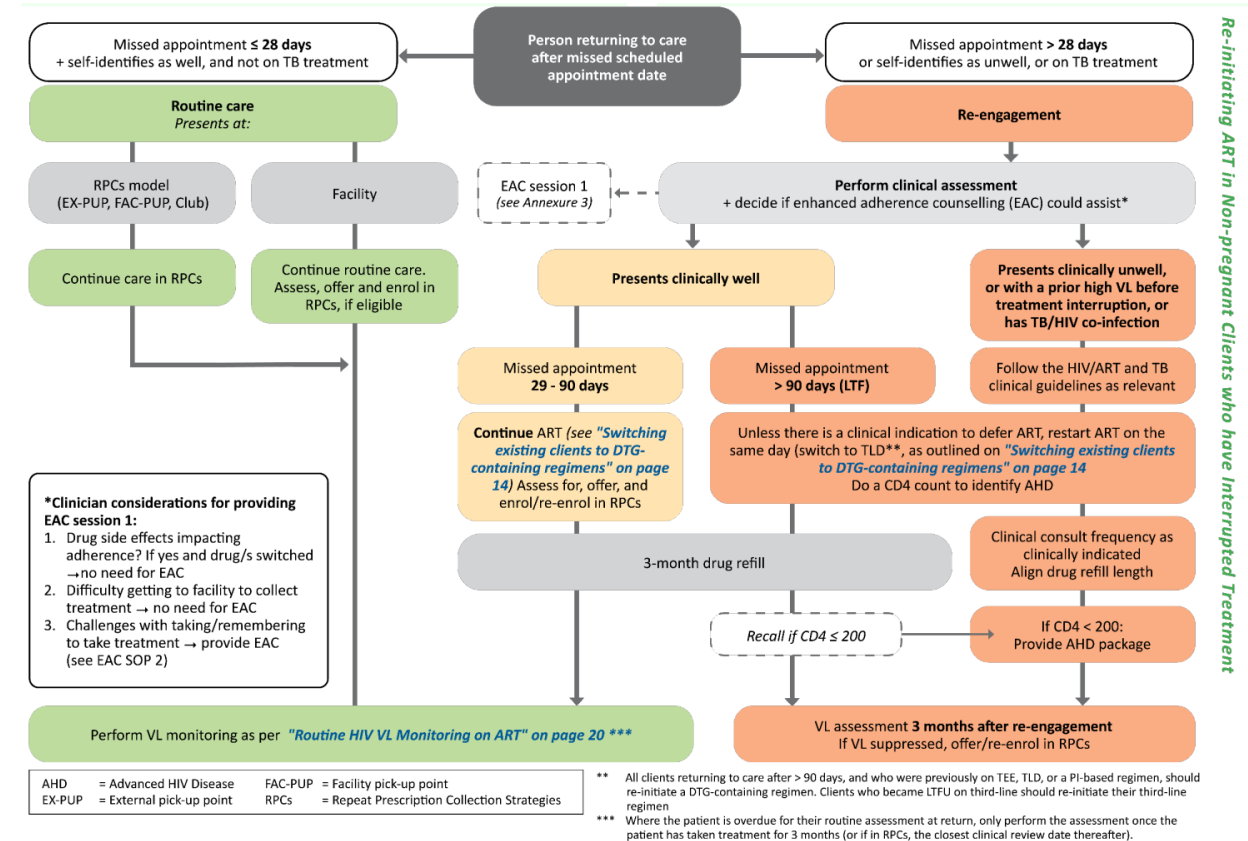 Person returning to care
after missed scheduled
appointment date
Missed appointment ≤ 28 days
+ self-identifies as well, and not on TB treatment
Routine care
Presents at:
RPCs model
(EX-PUP, FAC-PUP, Club)
Facility
Continue care in RPCs
Continue routine care.
Assess, offer and enrol in
RPCs, if eligible
Missed appointment > 28 days
or self-identifies as unwell, or on TB treatment
Re-engagement
Perform clinical assessment
+ decide if enhanced adherence counselling (EAC) could assist*
EAC session 1
(see Annexure 3)
Presents clinically well
Missed appointment
29 - 90 days
Continue ART (see "Switching
existing clients to DTG-
containing regimens" on page
14) Assess for, offer, and
enrol/re-enrol in RPCs
Missed appointment
> 90 days (LTF)
Presents clinically unwell,
or with a prior high VL before
treatment interruption, or
has TB/HIV co-infection
Follow the HIV/ART and TB
clinical guidelines as relevant
Unless there is a clinical indication to defer ART, restart ART on the
same day (switch to TLD**, as outlined on "Switching existing clients
to DTG-containing regimens" on page 14
Do a CD4 count to identify AHD
3-month drug refill
Clinical consult frequency as
clinically indicated
Align drug refill length
Recall if CD4 ≤ 200
If CD4 < 200:
Provide AHD package
*Clinician considerations for providing
EAC session 1:
1. Drug side effects impacting
adherence? If yes and drug/s switched
→no need for EAC
2. Difficulty getting to facility to collect
treatment → no need for EAC
3. Challenges with taking/remembering
to take treatment → provide EAC
(see EAC SOP 2)
Perform VL monitoring as per "Routine HIV VL Monitoring on ART" on page 20 ***
VL assessment 3 months after re-engagement
If VL suppressed, offer/re-enrol in RPCs
AHD = Advanced HIV Disease FAC-PUP = Facility pick-up point
EX-PUP = External pick-up point RPCs = Repeat Prescription Collection Strategies
** All clients returning to care after > 90 days, and who were previously on TEE, TLD, or a PI-based regimen, should
re-initiate a DTG-containing regimen. Clients who became LTFU on third-line should re-initiate their third-line
regimen
*** Where the patient is overdue for their routine assessment at return, only perform the assessment once the
patient has taken treatment for 3 months (or if in RPCs, the closest clinical review date thereafter).
Re-initiating ART in Non-pregnant Clients who have Interrupted Treatment